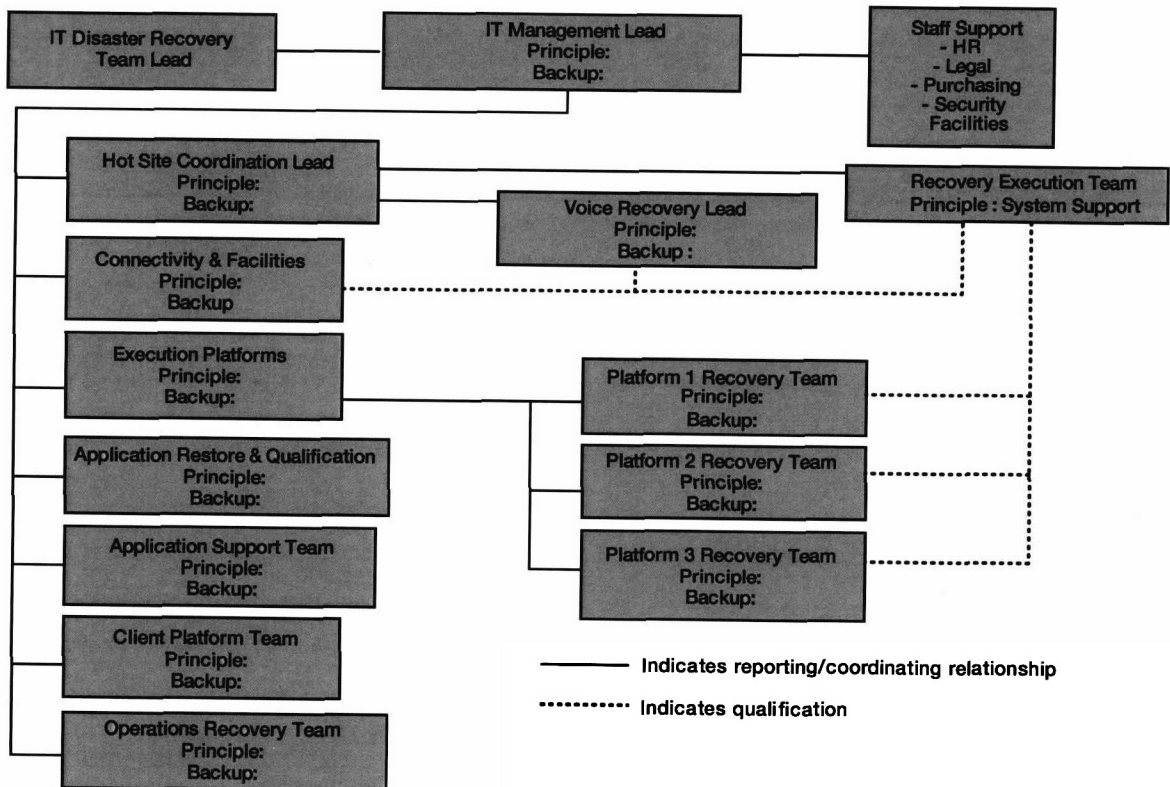 IT Disaster Recovery
Team Lead
IT Management Lead
Principle:
Backup:
Staff Support
- HR
- Legal
- Purchasing
- Security
Facilities
Hot Site Coordination Lead
Principle:
Backup:
Recovery Execution Team
Principle : System Support
Voice Recovery Lead
Principle:
Backup :
Connectivity & Facilities
Principle:
Backup
Execution Platforms
Principle:
Backup:
Platform 1 Recovery Team
Principle:
Backup:
Application Restore & Qualification
Principle:
Backup:
Platform 2 Recovery Team
Principle:
Backup:
Application Support Team
Principle:
Backup:
Platform 3 Recovery Team
Principle:
Backup:
Client Platform Team
Principle:
Backup:
Operations Recovery Team
Principle:
Backup:
Indicates reporting/coordinating relationship
Indicates qualification